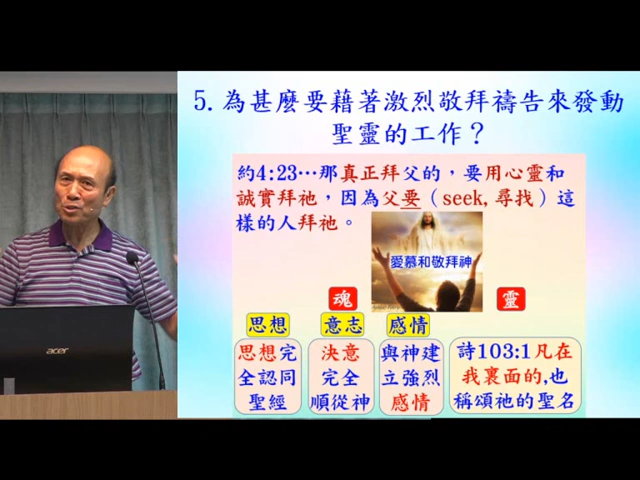 5. 為甚麼要藉著激烈敬拜禱告來發動
聖靈的工作？
約4:23…那真正拜父的，要用心靈和
誠實拜祂，因為父要（seek, 尋找）這
樣的人拜祂。
愛慕和敬拜神
魂
靈
思想
意志
感情
思想完
全認同
聖經
決意
完全
順從神
與神建
立強烈
感情
詩103:1凡在
我裏面的,也
稱頌祂的聖名
acer